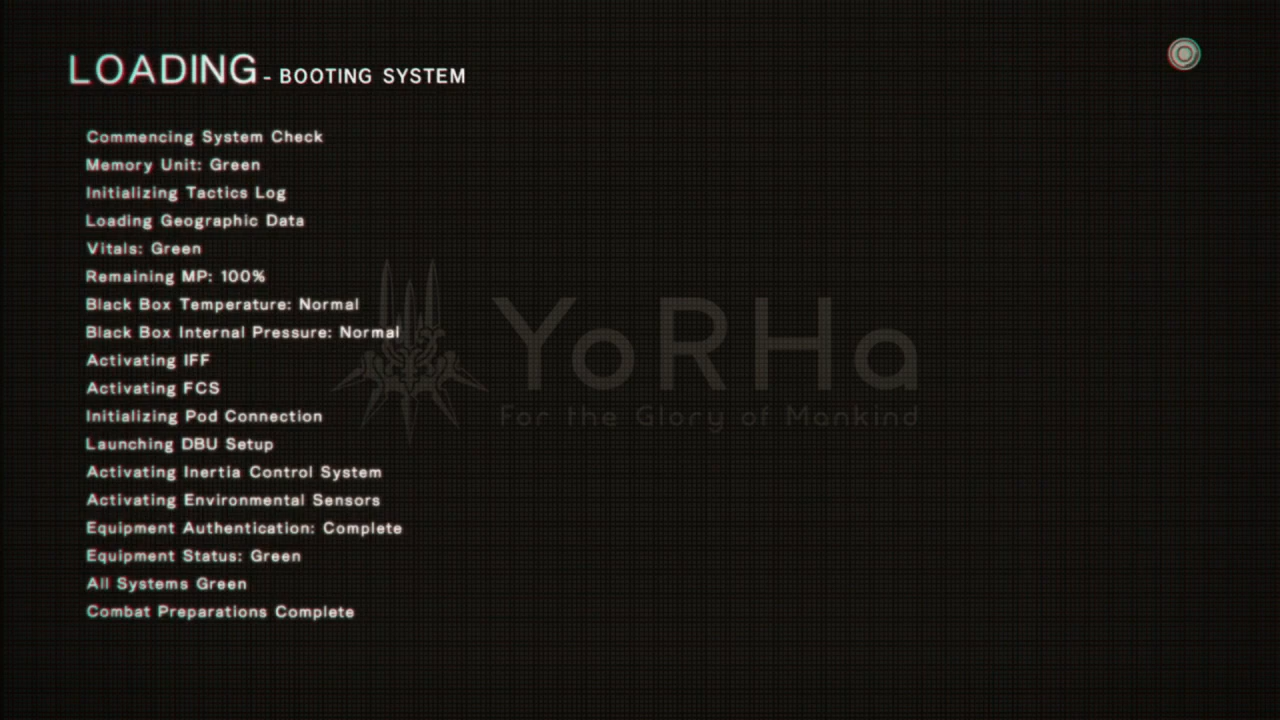 LOADING - BOOTING SYSTEM
Commencing System Check
Memory Unit: Green
Initializing Tactics Log
Loading Geographic Data
Vitals: Green
Remaining MP: 100%
Black Box Temperature: Normal
Black Box Internal Pressure: Normal
Activating IFF
Activating FCS
Initializing Pod Connection
Launching DBU Setup
Activating Inertia Control System
Activating Environmental Sensors
Equipment Authentication: Complete
Equipment Status: Green
All Systems Green
Combat Preparations Complete
YoRHa
For the Glory of Mankind